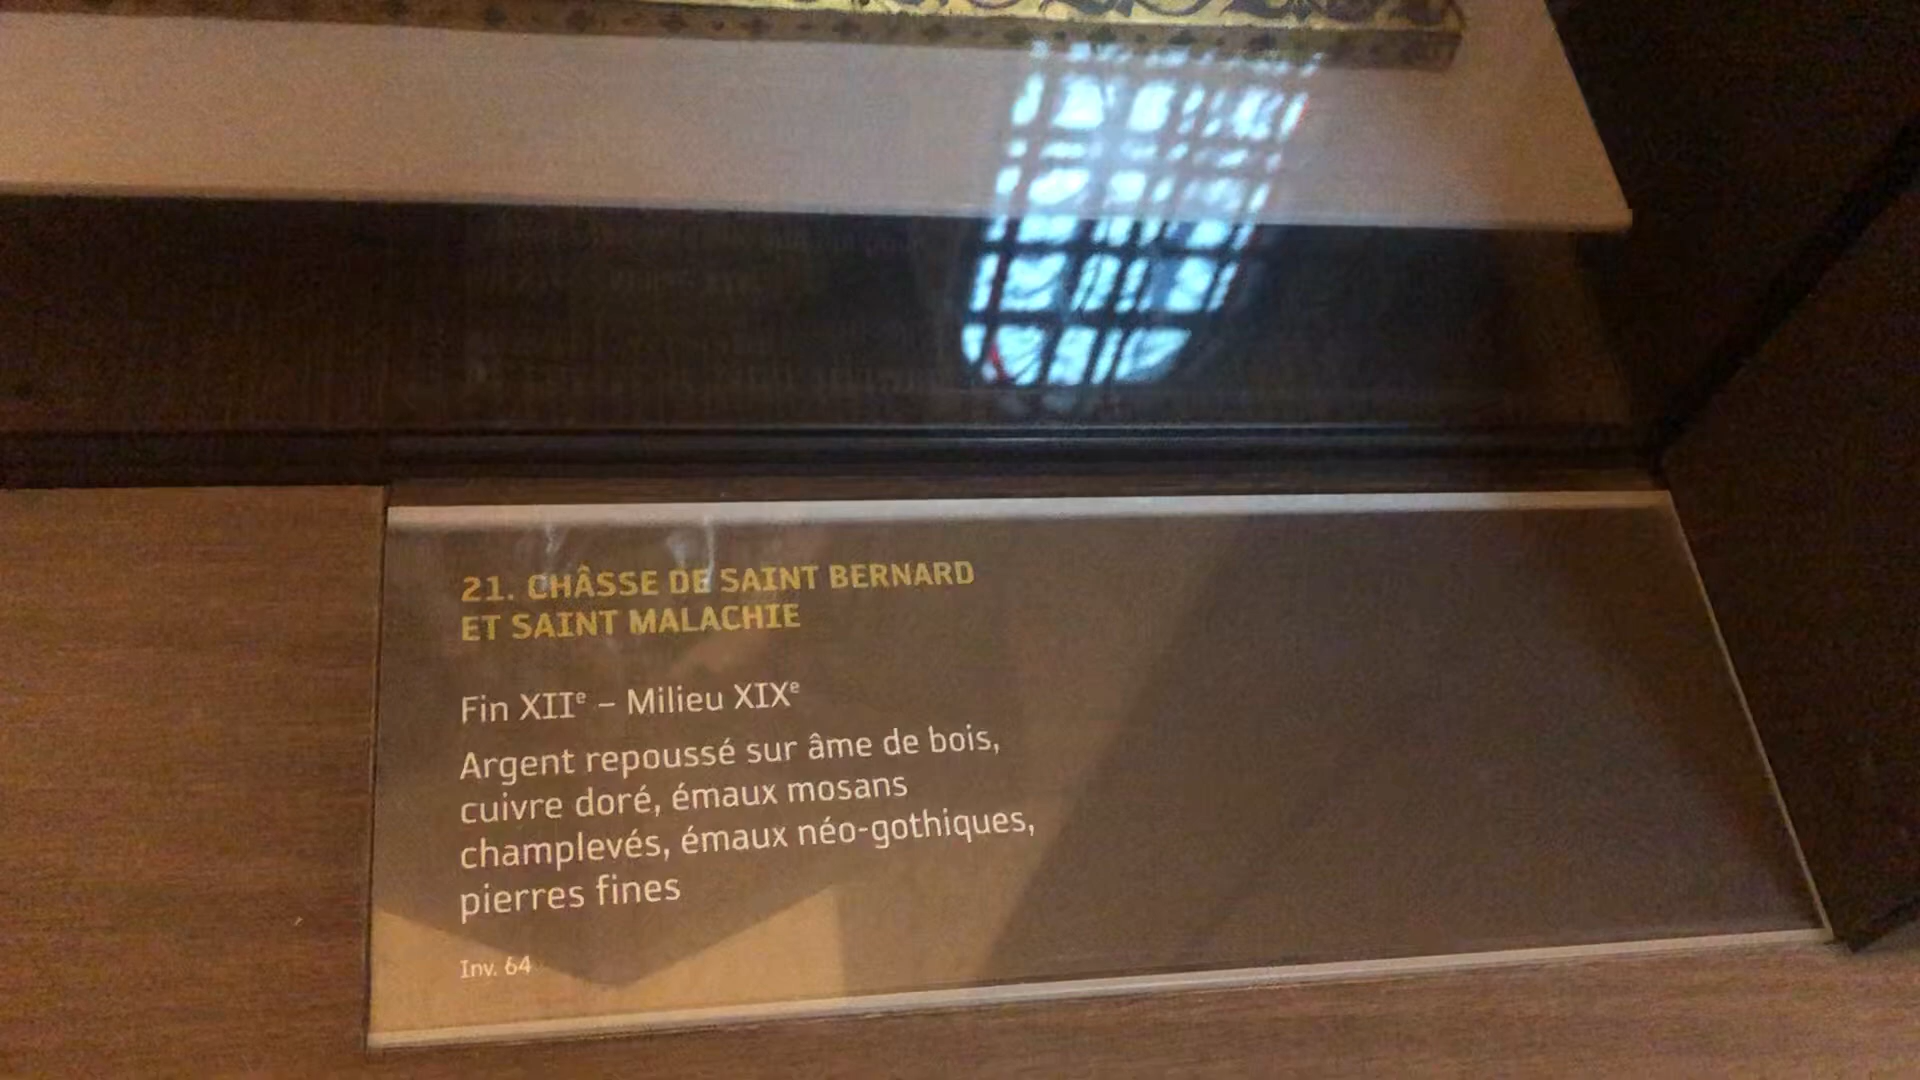 21. CHÂSSE DE SAINT BERNARD
ET SAINT MALACHIE
Fin XIIᵉ – Milieu XIXᵉ
Argent repoussé sur âme de bois,
cuivre doré, émaux mosans
champlevés, émaux néo-gothiques,
pierres fines
Inv. 64